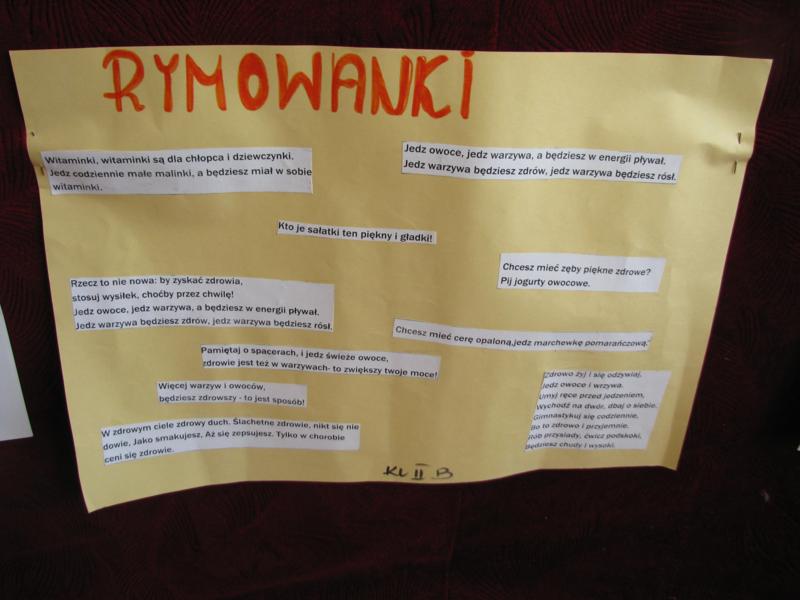 RYMOWANKI
Witaminki, witaminki są dla chłopca i dziewczynki.
Jedz codziennie małe malinki, a będziesz miał w sobie
witaminki.
Jedz owoce, jedz warzywa, a będziesz w energii pływał.
Jedz warzywa będziesz zdrów, jedz warzywa będziesz rósł.
Kto je sałatki ten piękny i gładki!
Chcesz mieć zęby piękne zdrowe?
Pij jogurty owocowe.
Rzecz to nie nowa: by zyskać zdrowia,
stosuj wysiłek, choćby przez chwilę!
Jedz owoce, jedz warzywa, a będziesz w energii pływał.
Jedz warzywa będziesz zdrów, jedz warzywa będziesz rósł.
Chcesz mieć cerę opaloną,jedz marchewkę pomarańczową."
Pamiętaj o spacerach, i jedz świeże owoce,
zdrowie jest też w warzywach- to zwiększy twoje moce!
Więcej warzyw i owoców,
będziesz zdrowszy - to jest sposób!
Zdrowo żyj i się odżywiaj,
Jedz owoce i wrzywa.
Umyj ręce przed jedzeniem,
Wychodź na dwór, dbaj o siebie.
Gimnastykuj się codziennie,
Bo to zdrowo i przyjemnie.
Rób przysiady, ćwicz podskoki,
Będziesz chudy i wysoki.
W zdrowym ciele zdrowy duch. Ślachetne zdrowie, nikt się nie
dowie, Jako smakujesz, Aż się zepsujesz. Tylko w chorobie
ceni się zdrowie.
KL II B